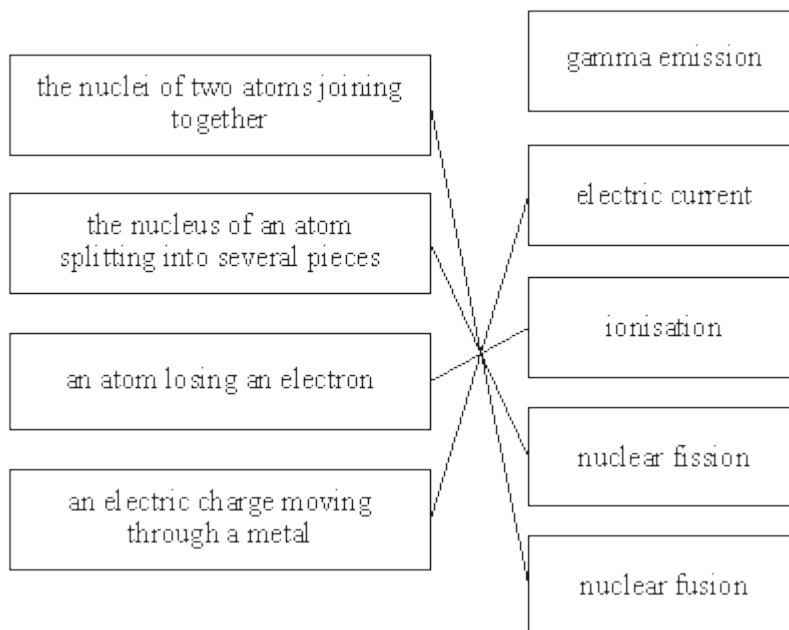 the nuclei of two atoms joining
together
the nucleus of an atom
splitting into several pieces
an atom losing an electron
an electric charge moving
through a metal
gamma emission
electric current
ionisation
nuclear fission
nuclear fusion